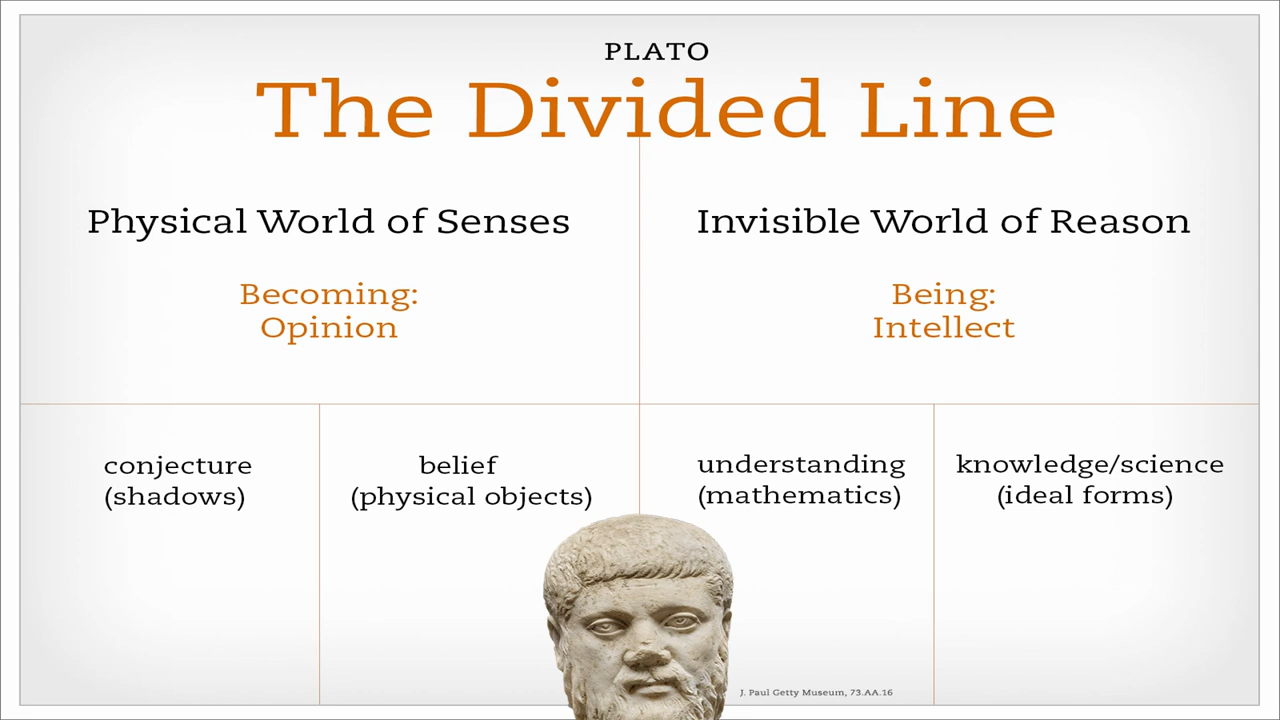 PLATO
The Divided Line
Physical World of Senses
Becoming:
Opinion
Invisible World of Reason
Being:
Intellect
conjecture
(shadows)
belief
(physical objects)
understanding
(mathematics)
knowledge/science
(ideal forms)
J. Paul Getty Museum, 73.AA.16